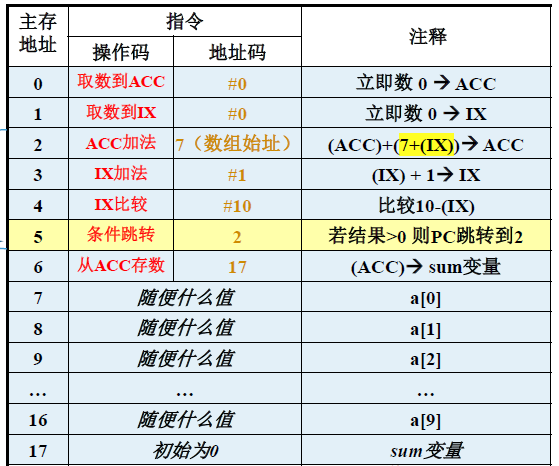 主存地址 指令 注释
操作码 地址码
0 取数到ACC #0 立即数 0 → ACC
1 取数到IX #0 立即数 0 → IX
2 ACC加法 7（数组始址） (ACC)+(7+(IX))→ ACC
3 IX加法 #1 (IX) + 1→ IX
4 IX比较 #10 比较10-(IX)
5 条件跳转 2 若结果>0 则PC跳转到2
6 从ACC存数 17 (ACC)→ sum变量
7 随便什么值 a[0]
8 随便什么值 a[1]
9 随便什么值 a[2]
… … …
16 随便什么值 a[9]
17 初始为0 sum变量